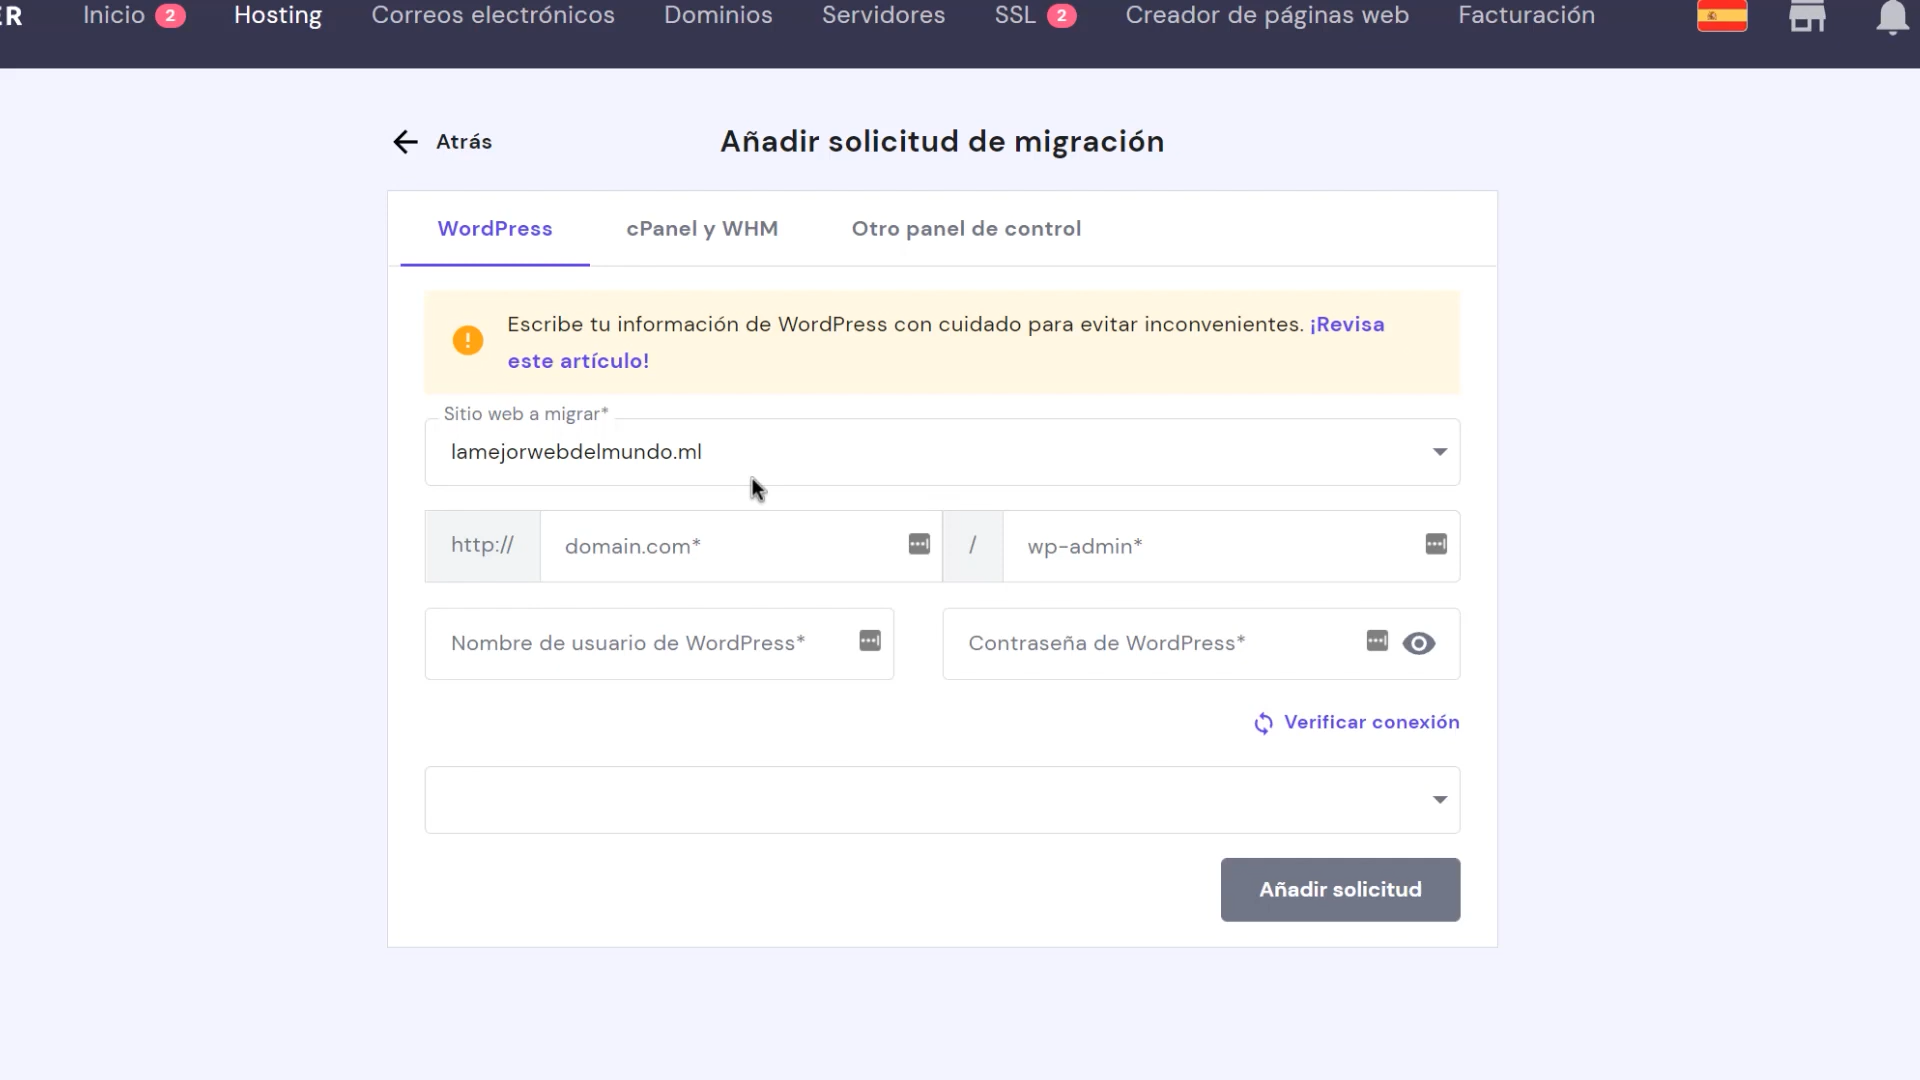 ER Inicio 2 Hosting Correos electrónicos Dominios Servidores SSL 2 Creador de páginas web Facturación
Atrás
Añadir solicitud de migración
WordPress cPanel y WHM Otro panel de control
Escribe tu información de WordPress con cuidado para evitar inconvenientes. ¡Revisa
este artículo!
Sitio web a migrar*
lamejorwebdelmundo.ml
http:// domain.com* / wp-admin*
Nombre de usuario de WordPress* Contraseña de WordPress*
Verificar conexión
Añadir solicitud